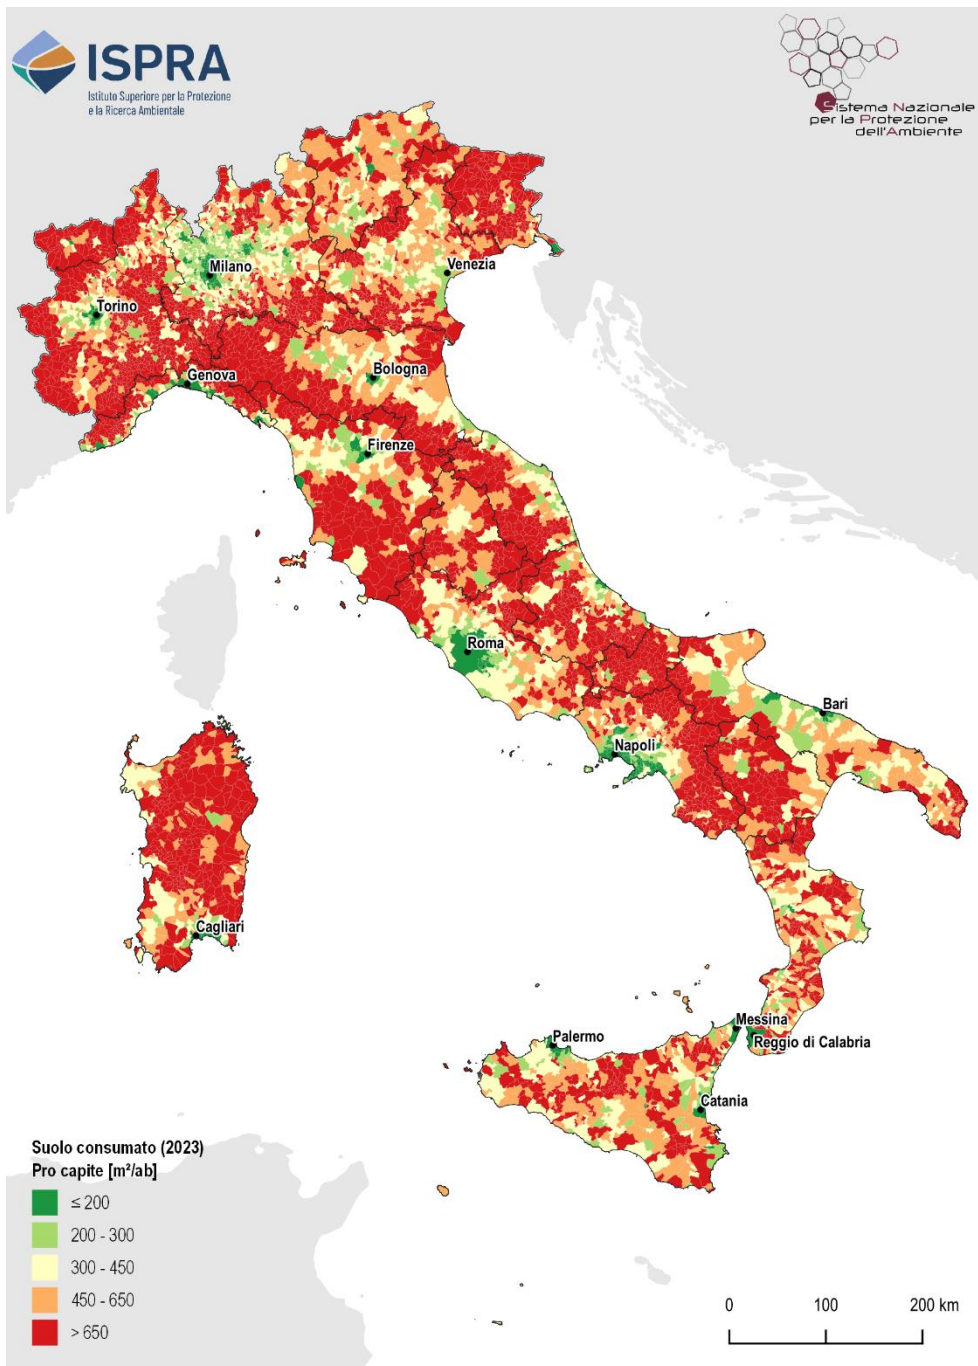 ISPRA
Istituto Superiore per la Protezione
e la Ricerca Ambientale
Sistema Nazionale
per la Protezione
dell'Ambiente
Milano
Venezia
Torino
Genova
Bologna
Firenze
Roma
Bari
Napoli
Cagliari
Messina
Palermo
Reggio di Calabria
Catania
Suolo consumato (2023)
Pro capite [m²/ab]
≤ 200
200 - 300
300 - 450
450 - 650
> 650
0 100 200 km